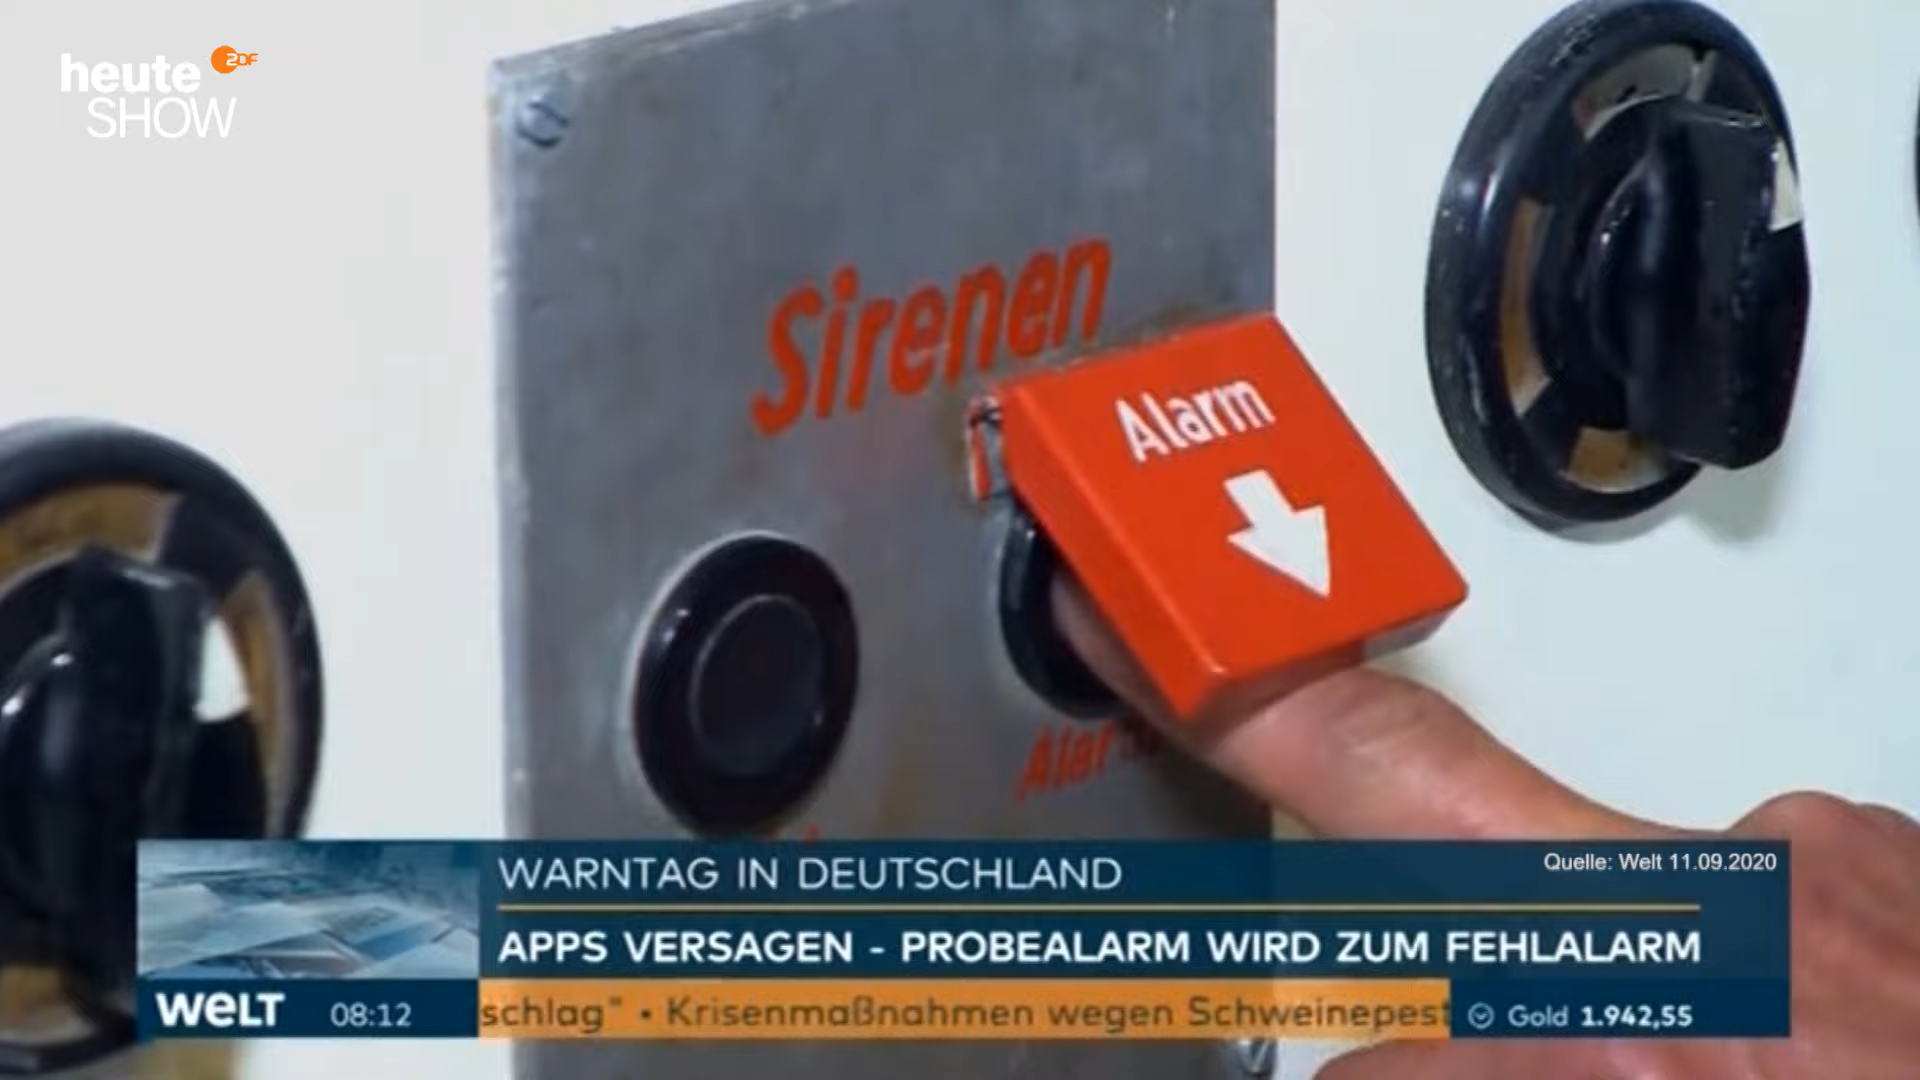 heute ZDF
SHOW
Sirenen
Alarm
Alarm
WARNTAG IN DEUTSCHLAND
Quelle: Welt 11.09.2020
APPS VERSAGEN - PROBEALARM WIRD ZUM FEHLALARM
WELT 08:12
schlag" • Krisenmaßnahmen wegen Schweinepest
Gold 1.942,55